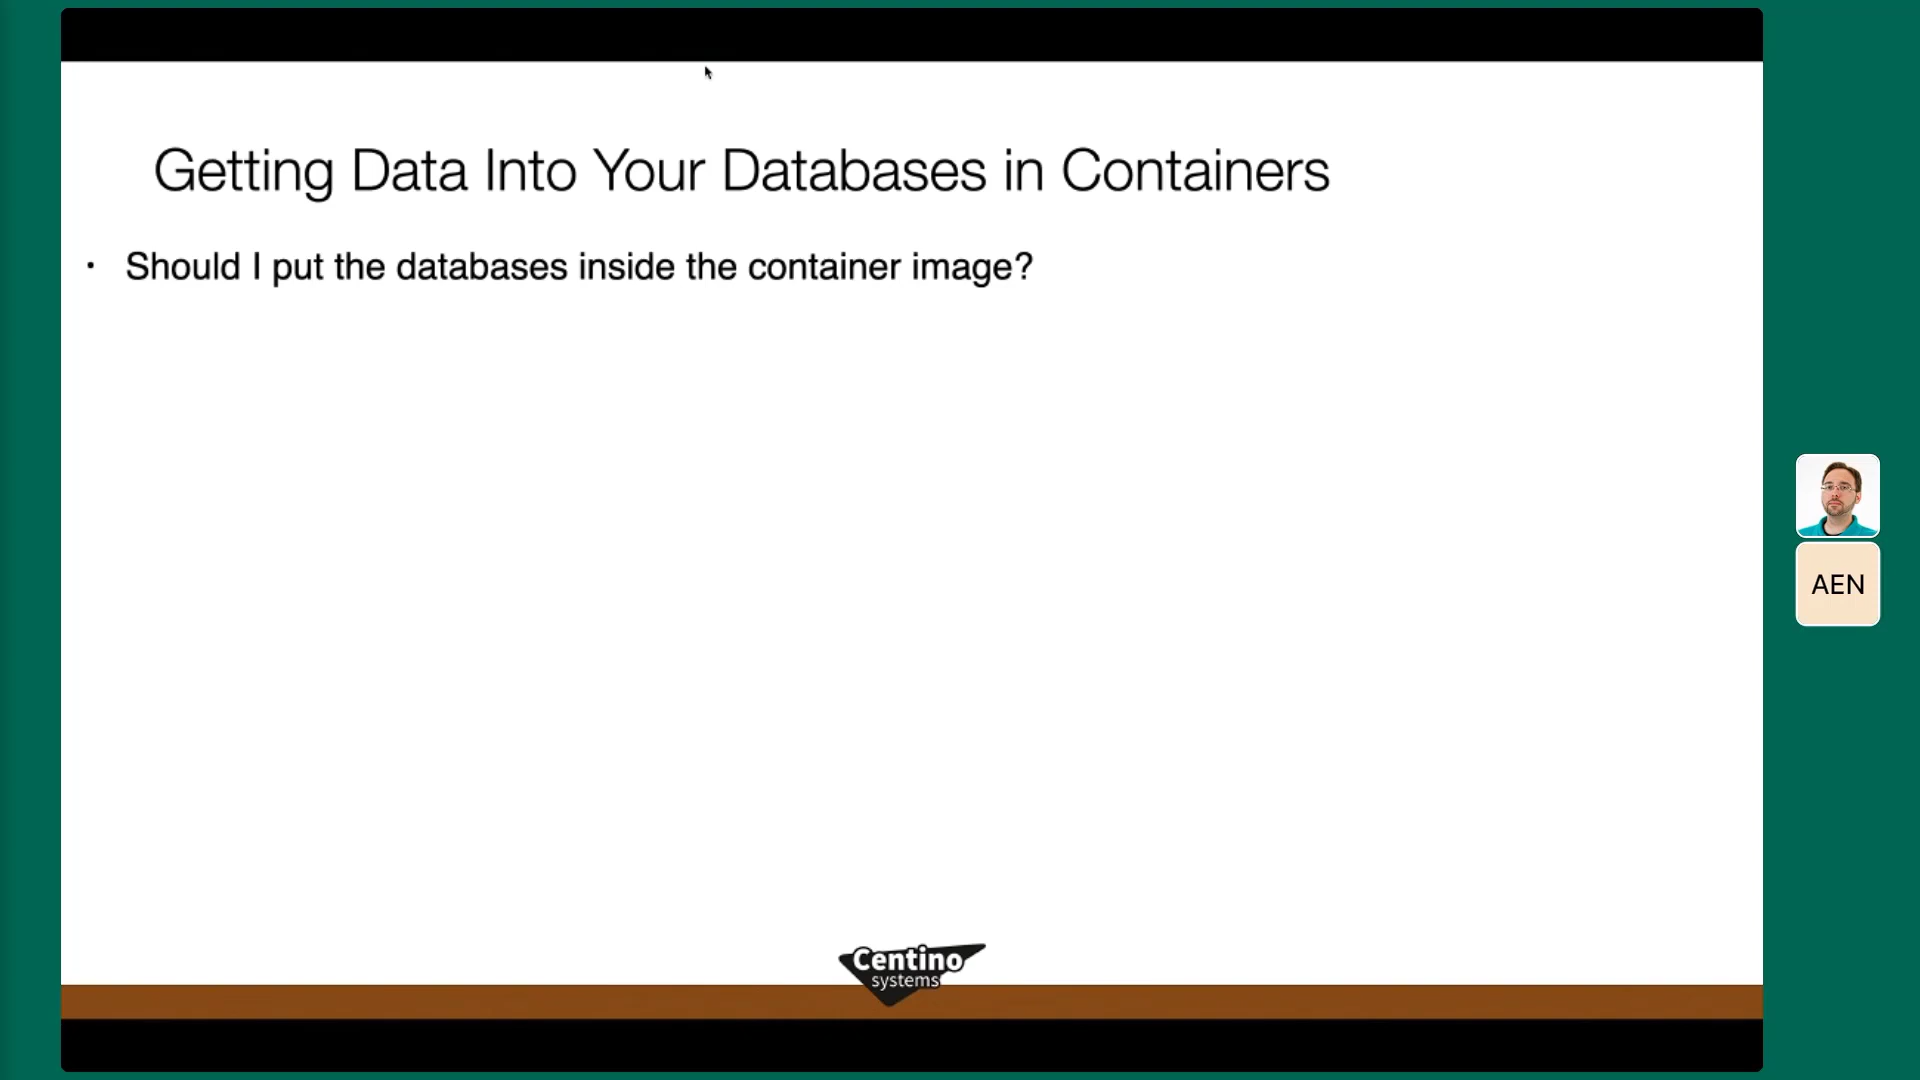 Getting Data Into Your Databases in Containers
· Should I put the databases inside the container image?
AEN
Centino
systems